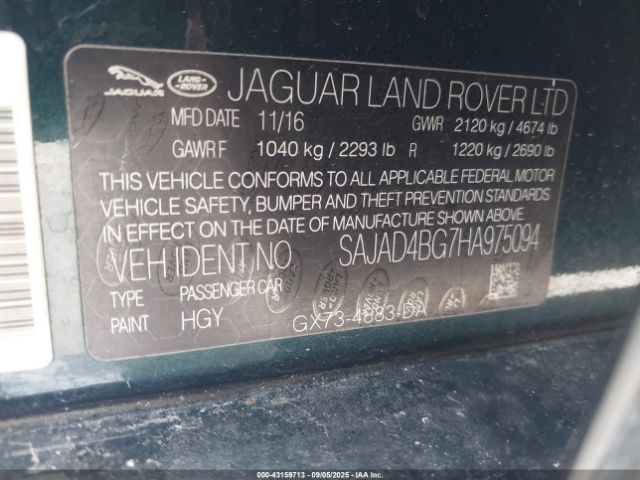 JAGUAR LAND-ROVER JAGUAR LAND ROVER LTD
MFD DATE 11/16 GWR 2120 kg / 4674 lb
GAWR F 1040 kg / 2293 lb R 1220 kg / 2690 lb
THIS VEHICLE CONFORMS TO ALL APPLICABLE FEDERAL MOTOR
VEHICLE SAFETY, BUMPER AND THEFT PREVENTION STANDARDS
IN EFFECT ON THE DATE OF MANUFACTURE SHOWN ABOVE.
VEH. IDENT NO. SAJAD4BG7HA975094
TYPE PASSENGER CAR
PAINT HGY GX73-4883-DA
000-43159713 - 09/05/2025 - IAAI.COM